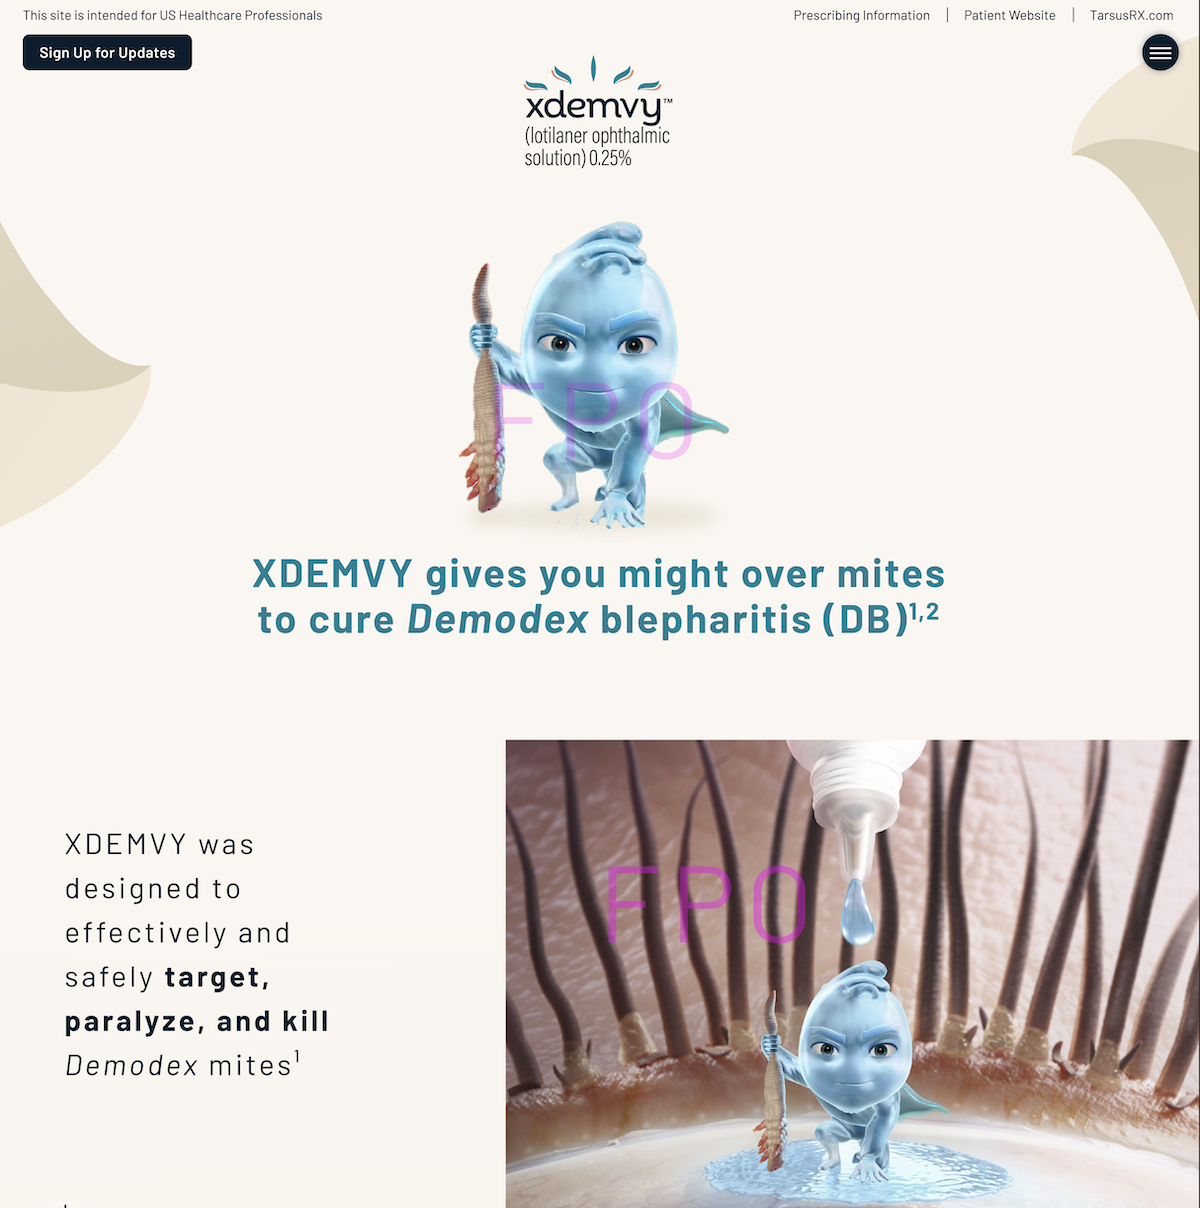 This site is intended for US Healthcare Professionals
Prescribing Information | Patient Website | TarsusRX.com
Sign Up for Updates
xdemvy™
(lotilaner ophthalmic
solution) 0.25%
FPO
XDEMVY gives you might over mites
to cure Demodex blepharitis (DB)1,2
XDEMVY was
designed to
effectively and
safely target,
paralyze, and kill
Demodex mites1
FPO